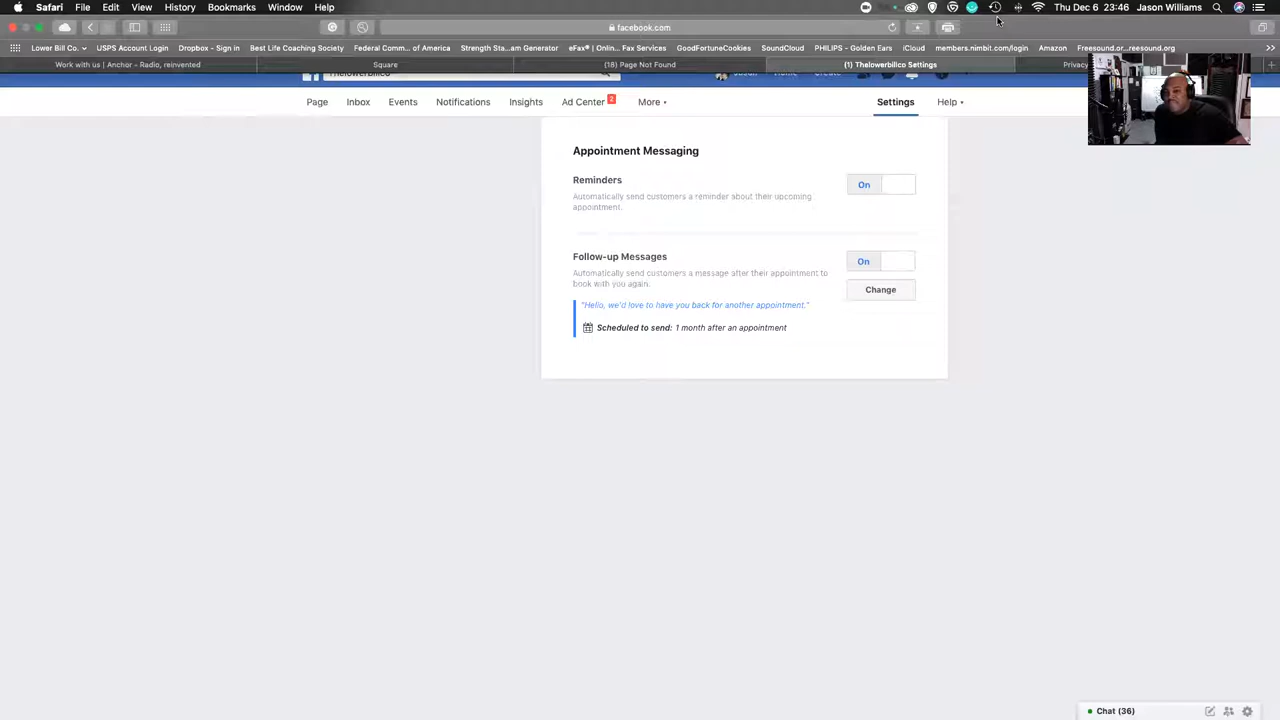 Safari File Edit View History Bookmarks Window Help Thu Dec 6 23:46 Jason Williams
facebook.com
Lower Bill Co. USPS Account Login Dropbox - Sign in Best Life Coaching Society Federal Comm... of America Strength Sta...am Generator eFax® | Onlin... Fax Services GoodFortuneCookies SoundCloud PHILIPS - Golden Ears iCloud members.nimbit.com/login Amazon Freesound.or...reesound.org
Work with us | Anchor - Radio, reinvented Square (18) Page Not Found (1) Thelowerbillco Settings Privacy
Thelowerbillco Home Create
Page Inbox Events Notifications Insights Ad Center 2 More Settings Help
Appointment Messaging
Reminders On
Automatically send customers a reminder about their upcoming
appointment.
Follow-up Messages On
Automatically send customers a message after their appointment to
book with you again.
Change
"Hello, we'd love to have you back for another appointment."
Scheduled to send: 1 month after an appointment
Chat (36)